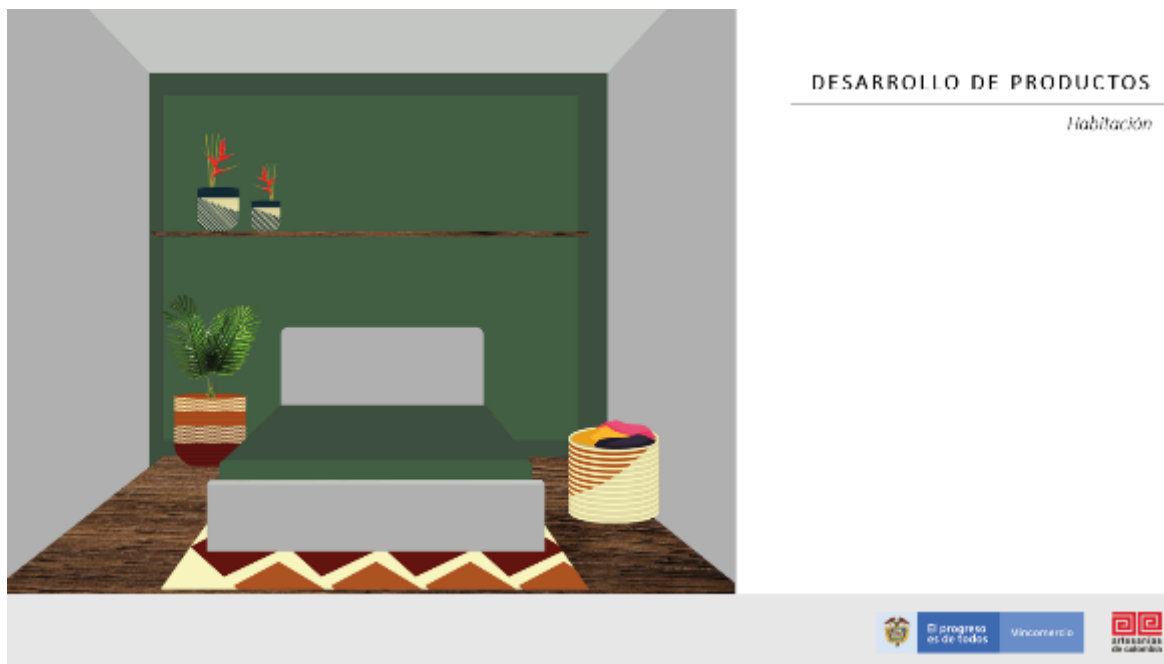 DESARROLLO DE PRODUCTOS
Habitación
El progreso
es de todos
Mincomercio
artesanías
de colombia